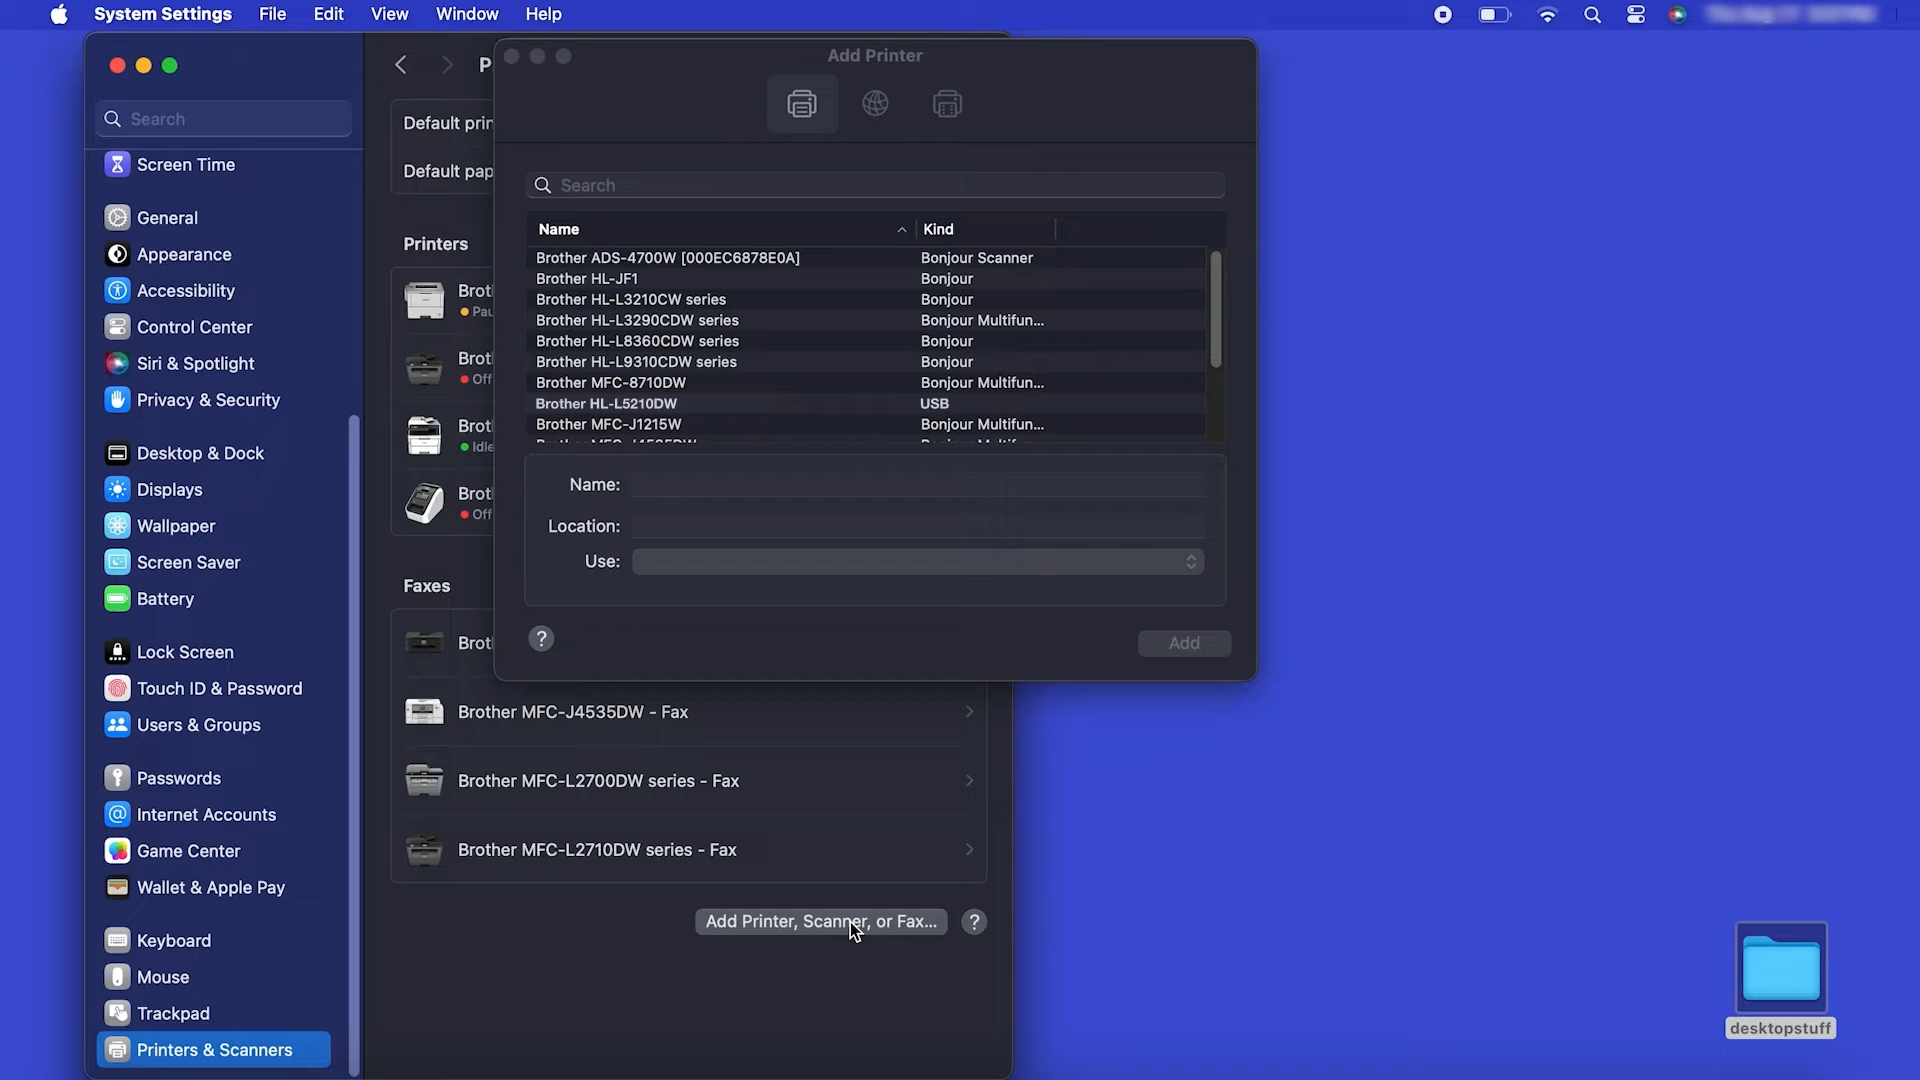 System Settings File Edit View Window Help
Search
Screen Time
General
Appearance
Accessibility
Control Center
Siri & Spotlight
Privacy & Security
Desktop & Dock
Displays
Wallpaper
Screen Saver
Battery
Lock Screen
Touch ID & Password
Users & Groups
Passwords
Internet Accounts
Game Center
Wallet & Apple Pay
Keyboard
Mouse
Trackpad
Printers & Scanners
P
Default prin
Default pap
Printers
Brot
Pau
Brot
Off
Brot
Idle
Brot
Off
Faxes
Brot
Brother MFC-J4535DW - Fax
Brother MFC-L2700DW series - Fax
Brother MFC-L2710DW series - Fax
Add Printer, Scanner, or Fax... ?
Add Printer
Search
Name Kind
Brother ADS-4700W [000EC6878E0A] Bonjour Scanner
Brother HL-JF1 Bonjour
Brother HL-L3210CW series Bonjour
Brother HL-L3290CDW series Bonjour Multifun...
Brother HL-L8360CDW series Bonjour
Brother HL-L9310CDW series Bonjour
Brother MFC-8710DW Bonjour Multifun...
Brother HL-L5210DW USB
Brother MFC-J1215W Bonjour Multifun...
Name:
Location:
Use:
? Add
desktopstuff